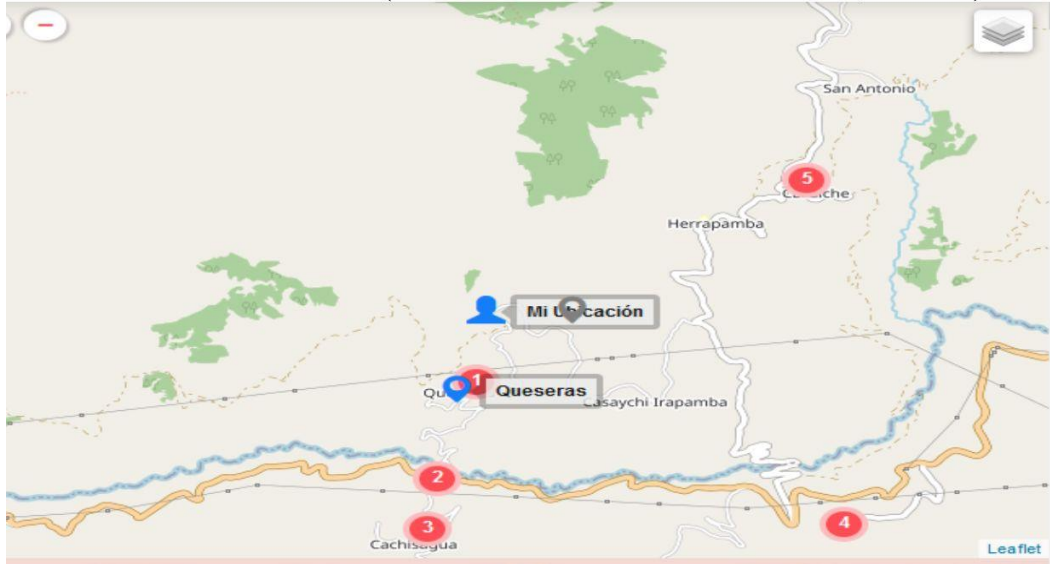 San Antonio
5
Herrapamba
Mi Ubicación
1
Queseras
Casaychi Irapamba
2
3
4
Cachisagua
Leaflet